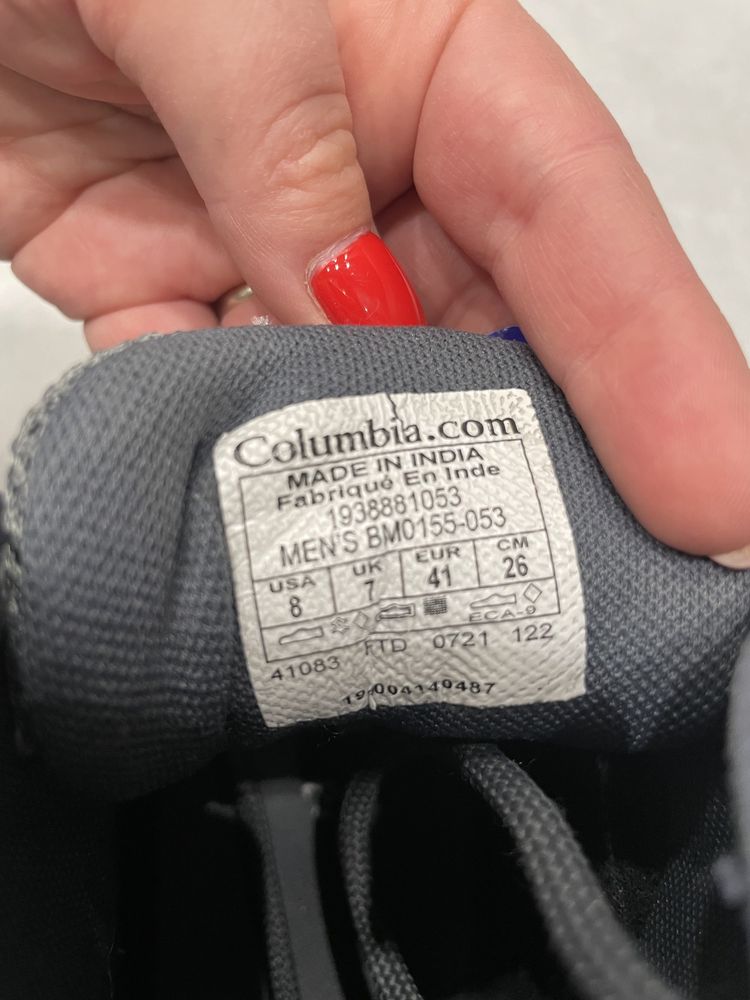 Columbia.com
MADE IN INDIA
Fabriqué En Inde
1938881053
MEN'S BM0155-053
USA UK EUR CM
8 7 41 26
ECA-9
41083 FTD 0721 122